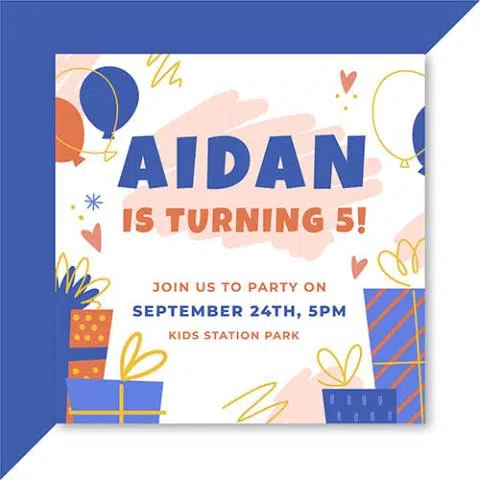 AIDAN
IS TURNING 5!
JOIN US TO PARTY ON
SEPTEMBER 24TH, 5PM
KIDS STATION PARK